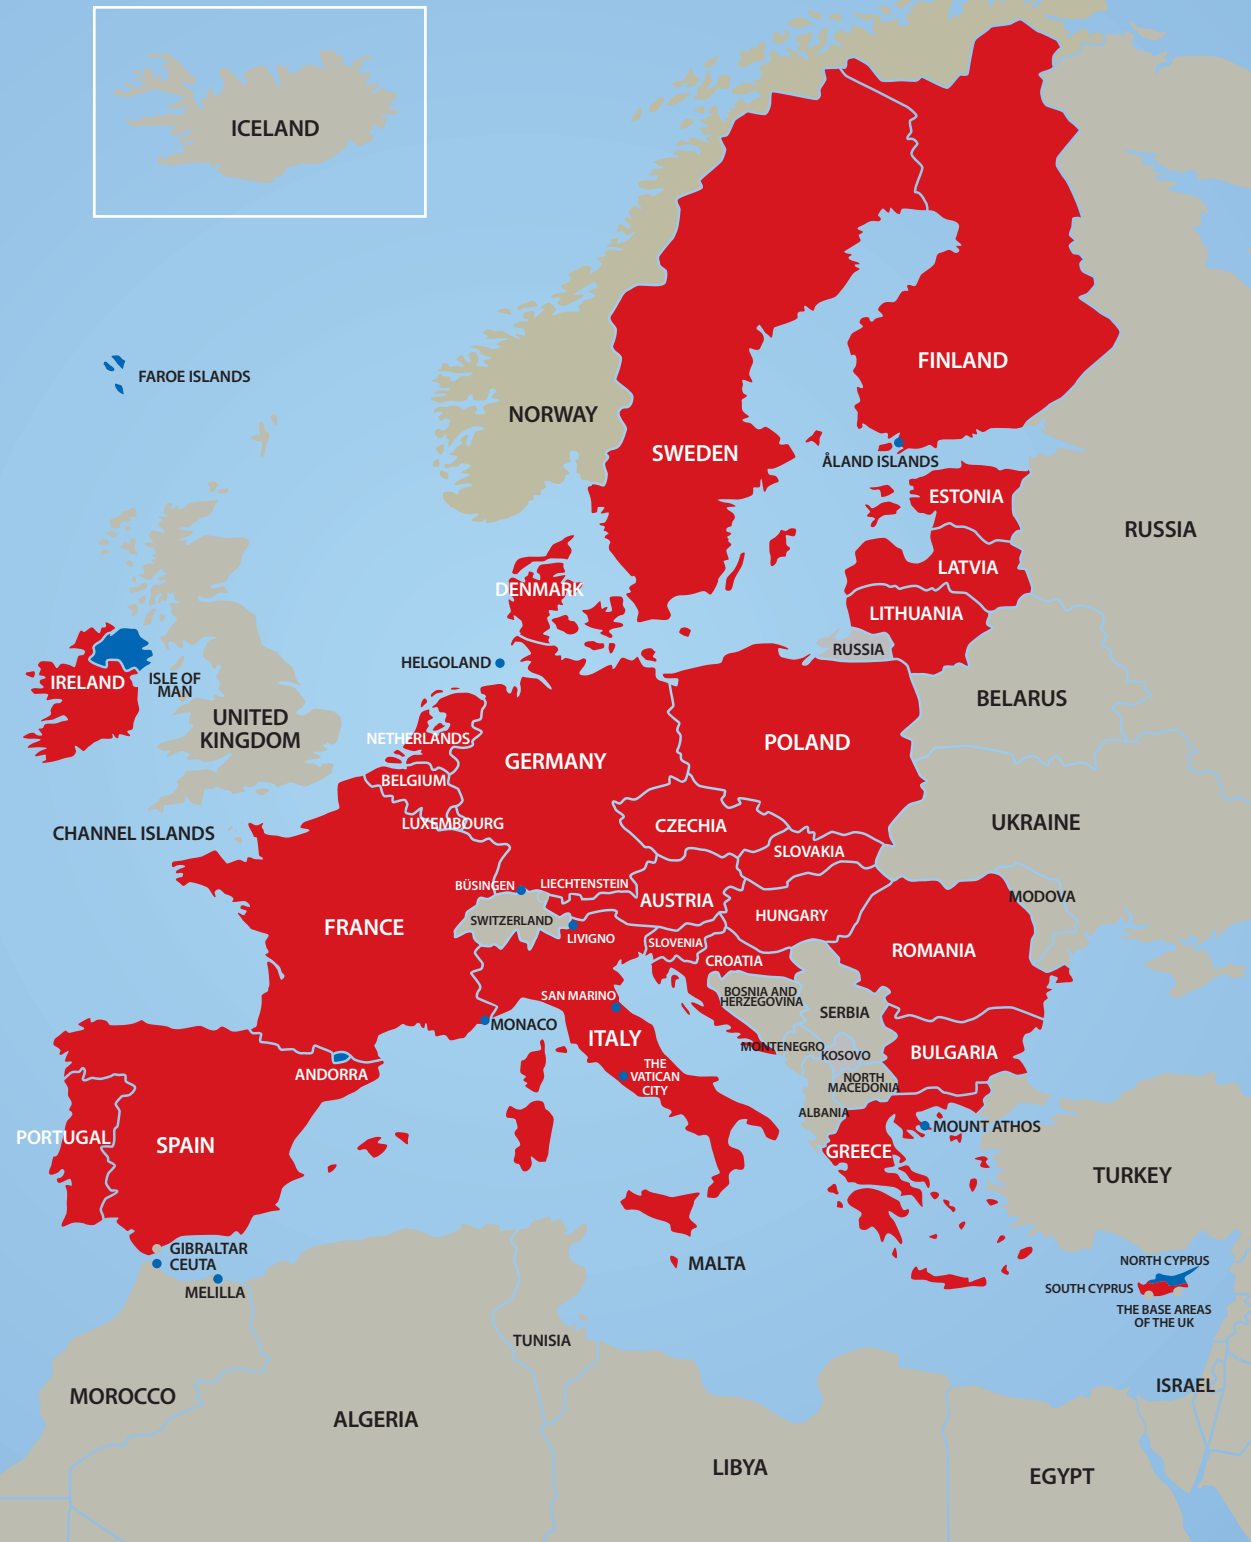 ICELAND
FAROE ISLANDS
NORWAY
FINLAND
SWEDEN
ÅLAND ISLANDS
ESTONIA
RUSSIA
LATVIA
DENMARK
LITHUANIA
RUSSIA
HELGOLAND
IRELAND
ISLE OF
MAN
BELARUS
UNITED
KINGDOM
NETHERLANDS
POLAND
GERMANY
BELGIUM
UKRAINE
LUXEMBOURG
CZECHIA
CHANNEL ISLANDS
SLOVAKIA
BÜSINGEN
LIECHTENSTEIN
MODOVA
AUSTRIA
HUNGARY
SWITZERLAND
FRANCE
LIVIGNO
SLOVENIA
ROMANIA
CROATIA
SAN MARINO
BOSNIA AND
HERZEGOVINA
SERBIA
MONACO
ITALY
MONTENEGRO
KOSOVO
BULGARIA
ANDORRA
THE
VATICAN
CITY
NORTH
MACEDONIA
ALBANIA
MOUNT ATHOS
PORTUGAL
SPAIN
GREECE
TURKEY
GIBRALTAR
CEUTA
MALTA
NORTH CYPRUS
MELILLA
SOUTH CYPRUS
THE BASE AREAS
OF THE UK
TUNISIA
ISRAEL
MOROCCO
ALGERIA
LIBYA
EGYPT